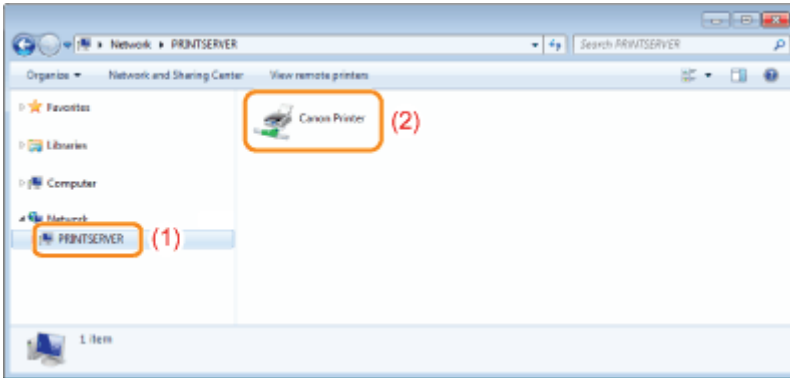 Network ▸ PRINTSERVER
Search PRINTSERVER
Organize ▾ Network and Sharing Center View remote printers
Favorites
Canon Printer
(2)
Libraries
Computer
Network
PRINTSERVER
(1)
1 item